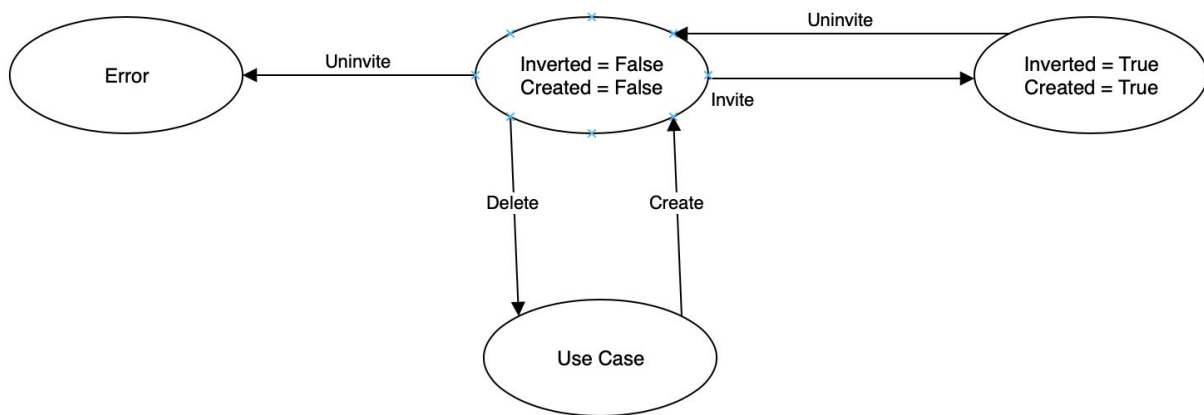 Uninvite
Error
Uninvite
Inverted = False
Created = False
Invite
Inverted = True
Created = True
Delete
Create
Use Case